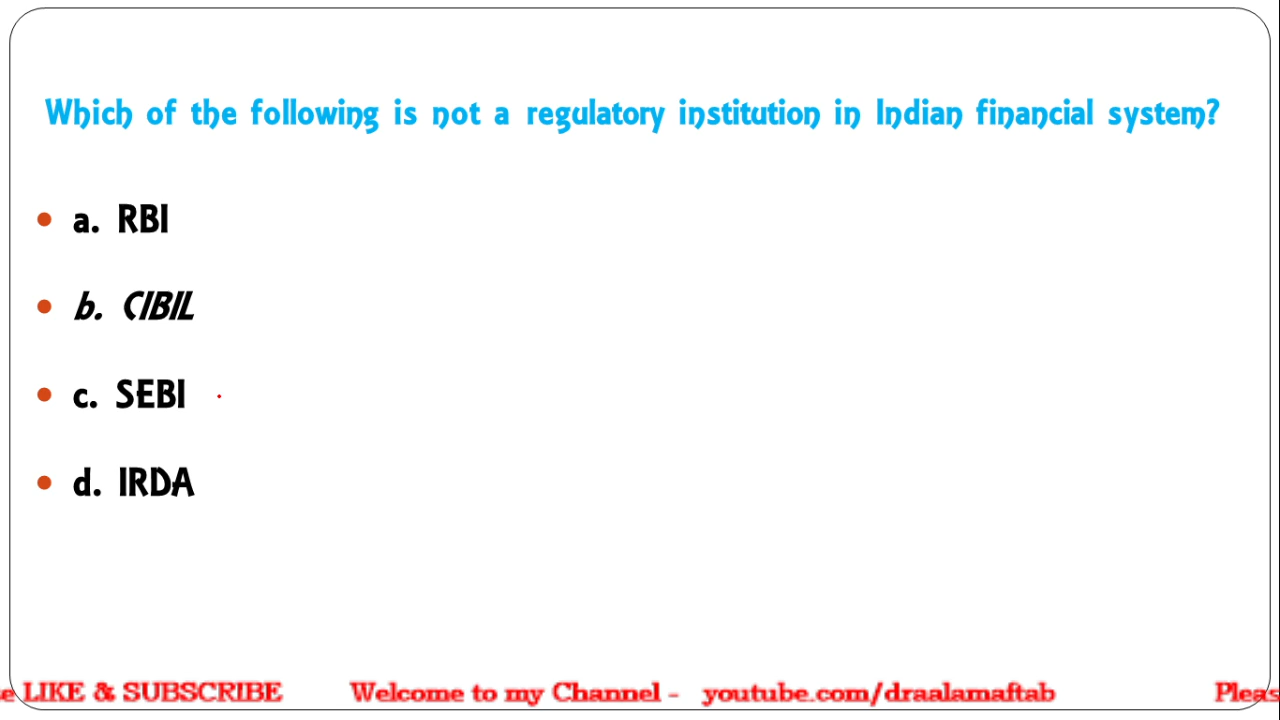 Which of the following is not a regulatory institution in Indian financial system?
a. RBI
b. CIBIL
c. SEBI
d. IRDA
e LIKE & SUBSCRIBE Welcome to my Channel - youtube.com/draalamaftab Pleas